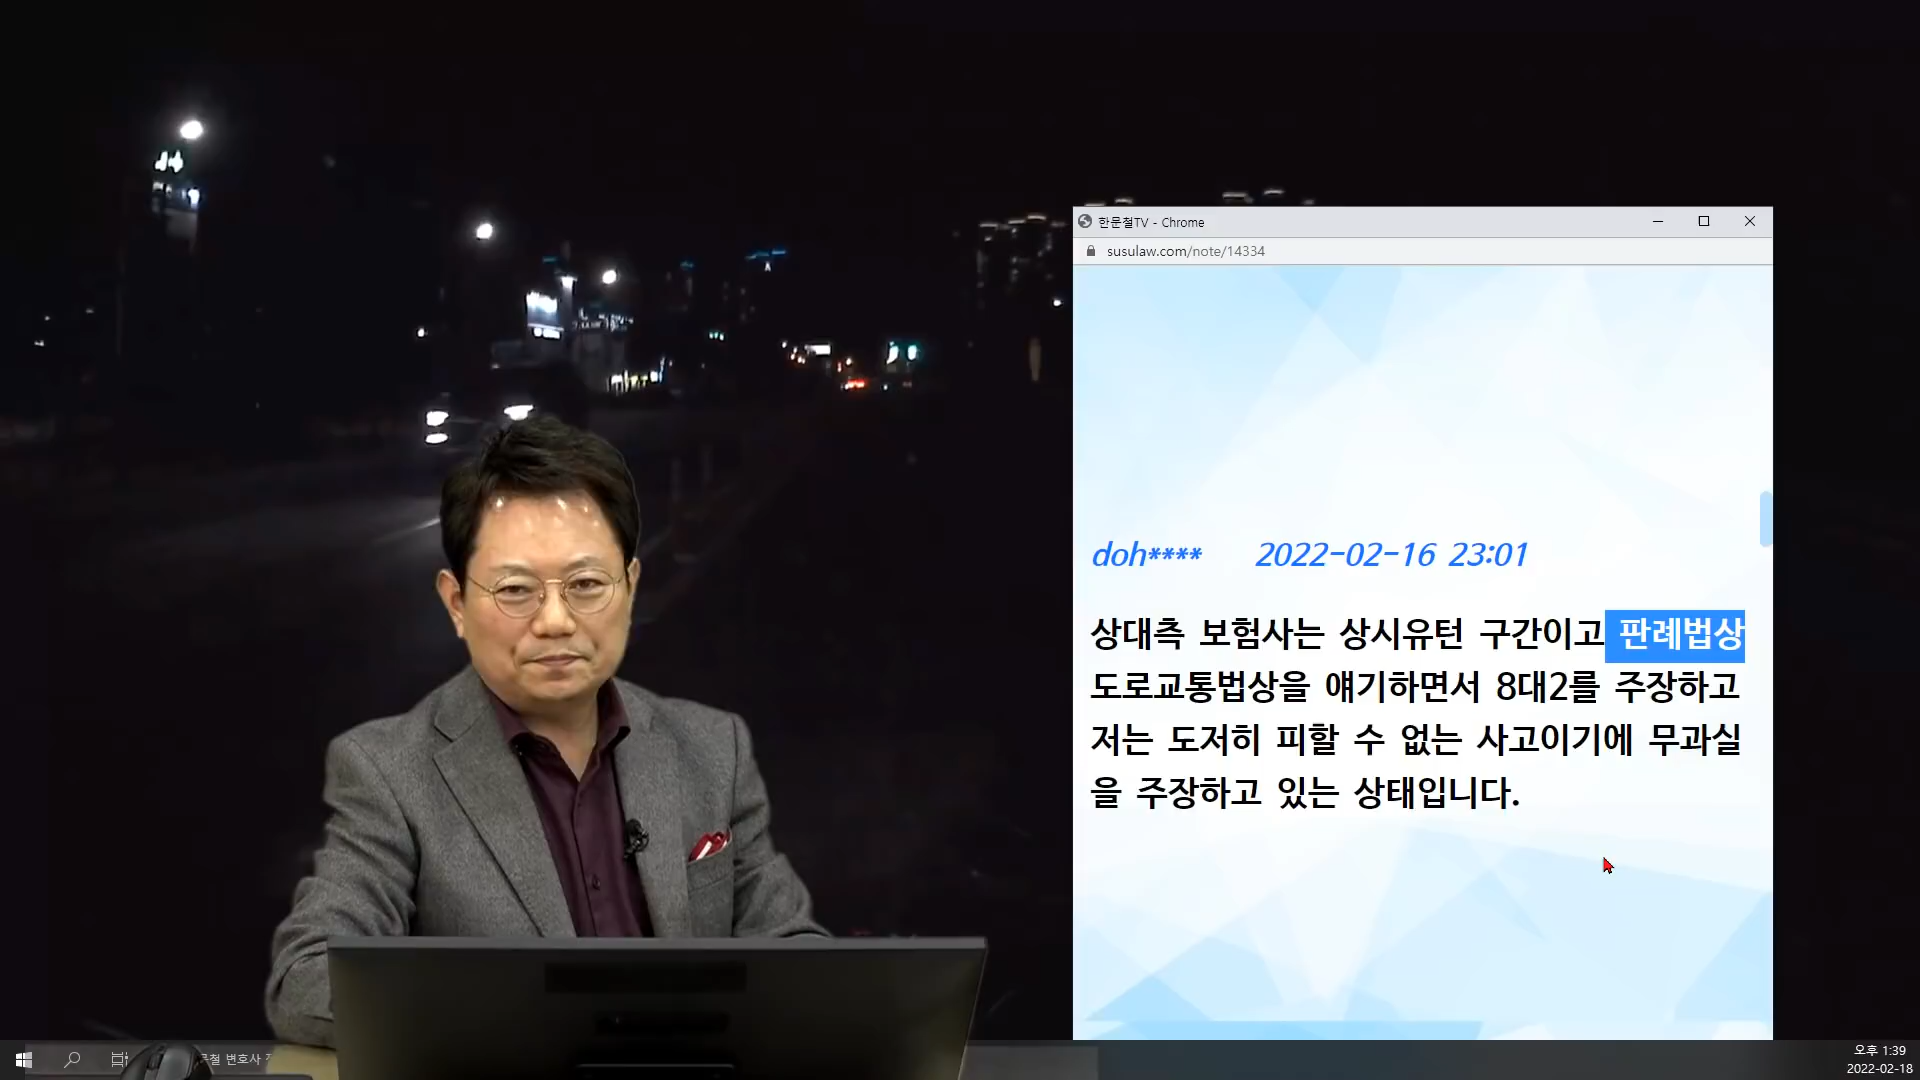 한문철TV - Chrome
susulaw.com/note/14334
doh**** 2022-02-16 23:01
상대측 보험사는 상시유턴 구간이고 판례법상
도로교통법상을 얘기하면서 8대2를 주장하고
저는 도저히 피할 수 없는 사고이기에 무과실
을 주장하고 있는 상태입니다.
변호사
오후 1:39
2022-02-18